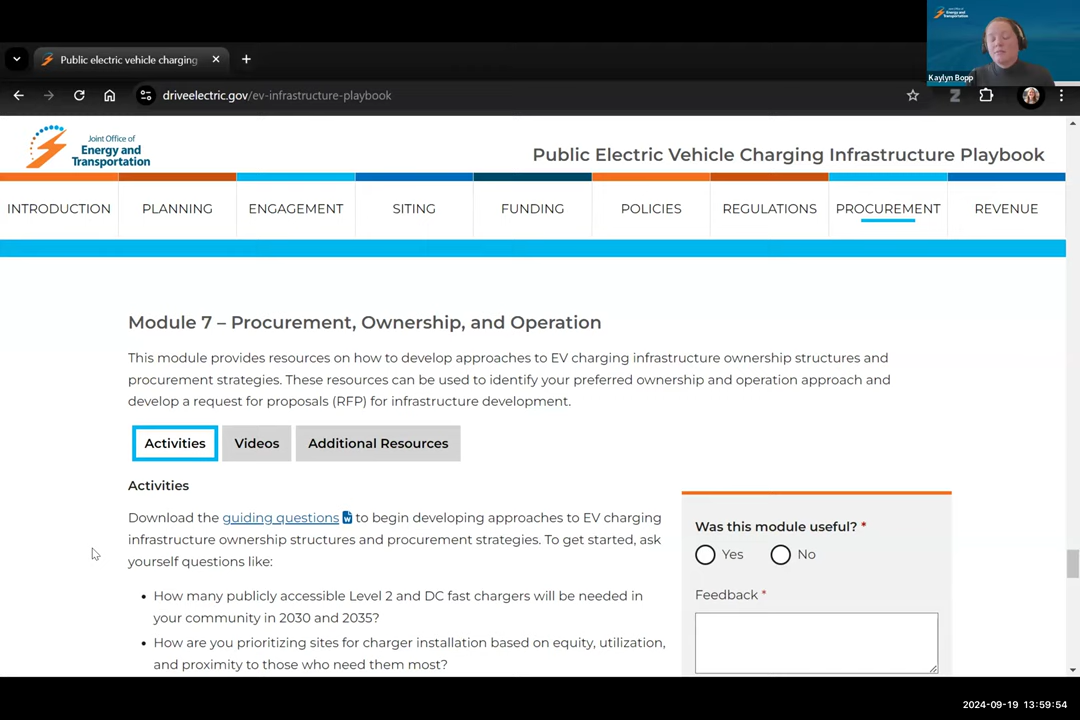 Joint Office of
Energy and
Transportation
Kaylyn Bopp
Public electric vehicle charging
driveelectric.gov/ev-infrastructure-playbook
Joint Office of
Energy and
Transportation
Public Electric Vehicle Charging Infrastructure Playbook
INTRODUCTION PLANNING ENGAGEMENT SITING FUNDING POLICIES REGULATIONS PROCUREMENT REVENUE
Module 7 – Procurement, Ownership, and Operation
This module provides resources on how to develop approaches to EV charging infrastructure ownership structures and
procurement strategies. These resources can be used to identify your preferred ownership and operation approach and
develop a request for proposals (RFP) for infrastructure development.
Activities Videos Additional Resources
Activities
Download the guiding questions to begin developing approaches to EV charging
infrastructure ownership structures and procurement strategies. To get started, ask
yourself questions like:
• How many publicly accessible Level 2 and DC fast chargers will be needed in
your community in 2030 and 2035?
• How are you prioritizing sites for charger installation based on equity, utilization,
and proximity to those who need them most?
Was this module useful? *
Yes No
Feedback *
2024-09-19 13:59:54